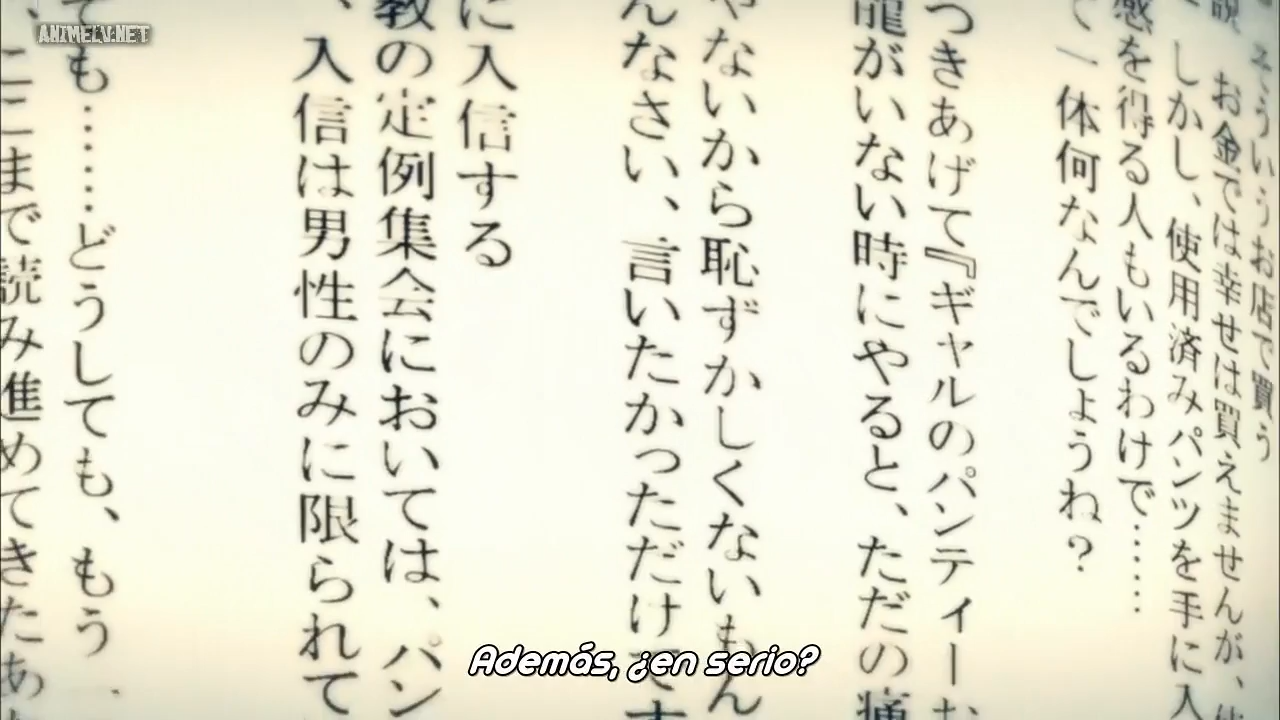 ANIMELV.NET
そういうお店で買う
説 お金では幸せは買えませんが、
しかし、使用済みパンツを手に入
感を得る人もいるわけで……
て一体何なんでしょうね?
つきあげて『ギャルのパンティーお
龍がいない時にやると、ただの痛
ゃないから恥ずかしくないもん
んなさい、言いたかっただけです
に入信する
教の定例集会においては、パン
、入信は男性のみに限られて
ても……どうしても、もう
、ここまで読み進めてきたあ
Además, ¿en serio?